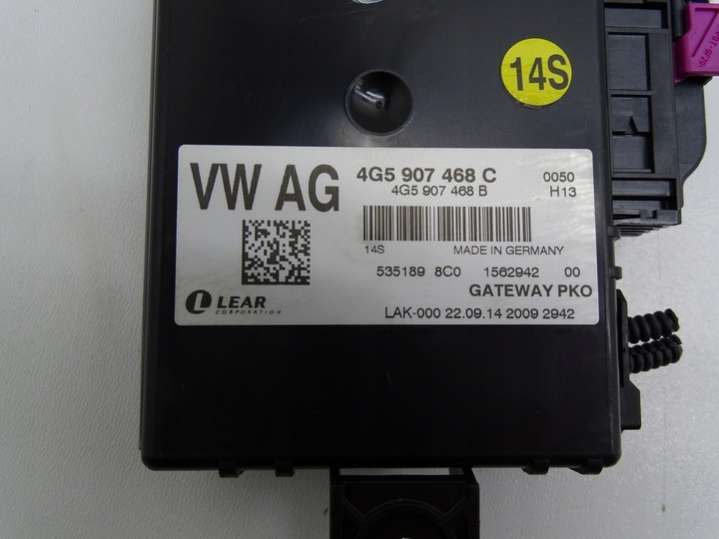 14S
VW AG
4G5 907 468 C 0050
4G5 907 468 B H13
14S MADE IN GERMANY
535189 8C0 1562942 00
GATEWAY PKO
LEAR
CORPORATION
LAK-000 22.09.14 2009 2942